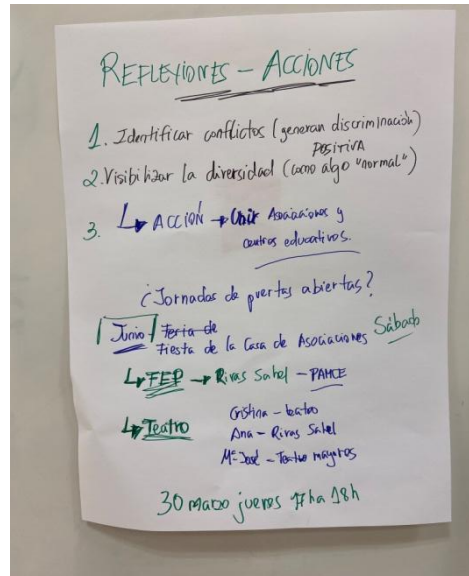 REFLEXIONES - ACCIONES
1. Identificar conflictos (generan discriminación)
POSITIVA
2. Visibilizar la diversidad (como algo "normal")
3. ↳ ACCIÓN → Unir Asociaciones y
centros educativos.
¿Jornadas de puertas abiertas?
Junio Feria de
Fiesta de la Casa de Asociaciones Sábado
↳ FEP → Rivas Sahel - PAMCE
↳ Teatro
Cristina - teatro
Ana - Rivas Sahel
Mª José - Teatro mayores
30 marzo jueves 17h a 18h